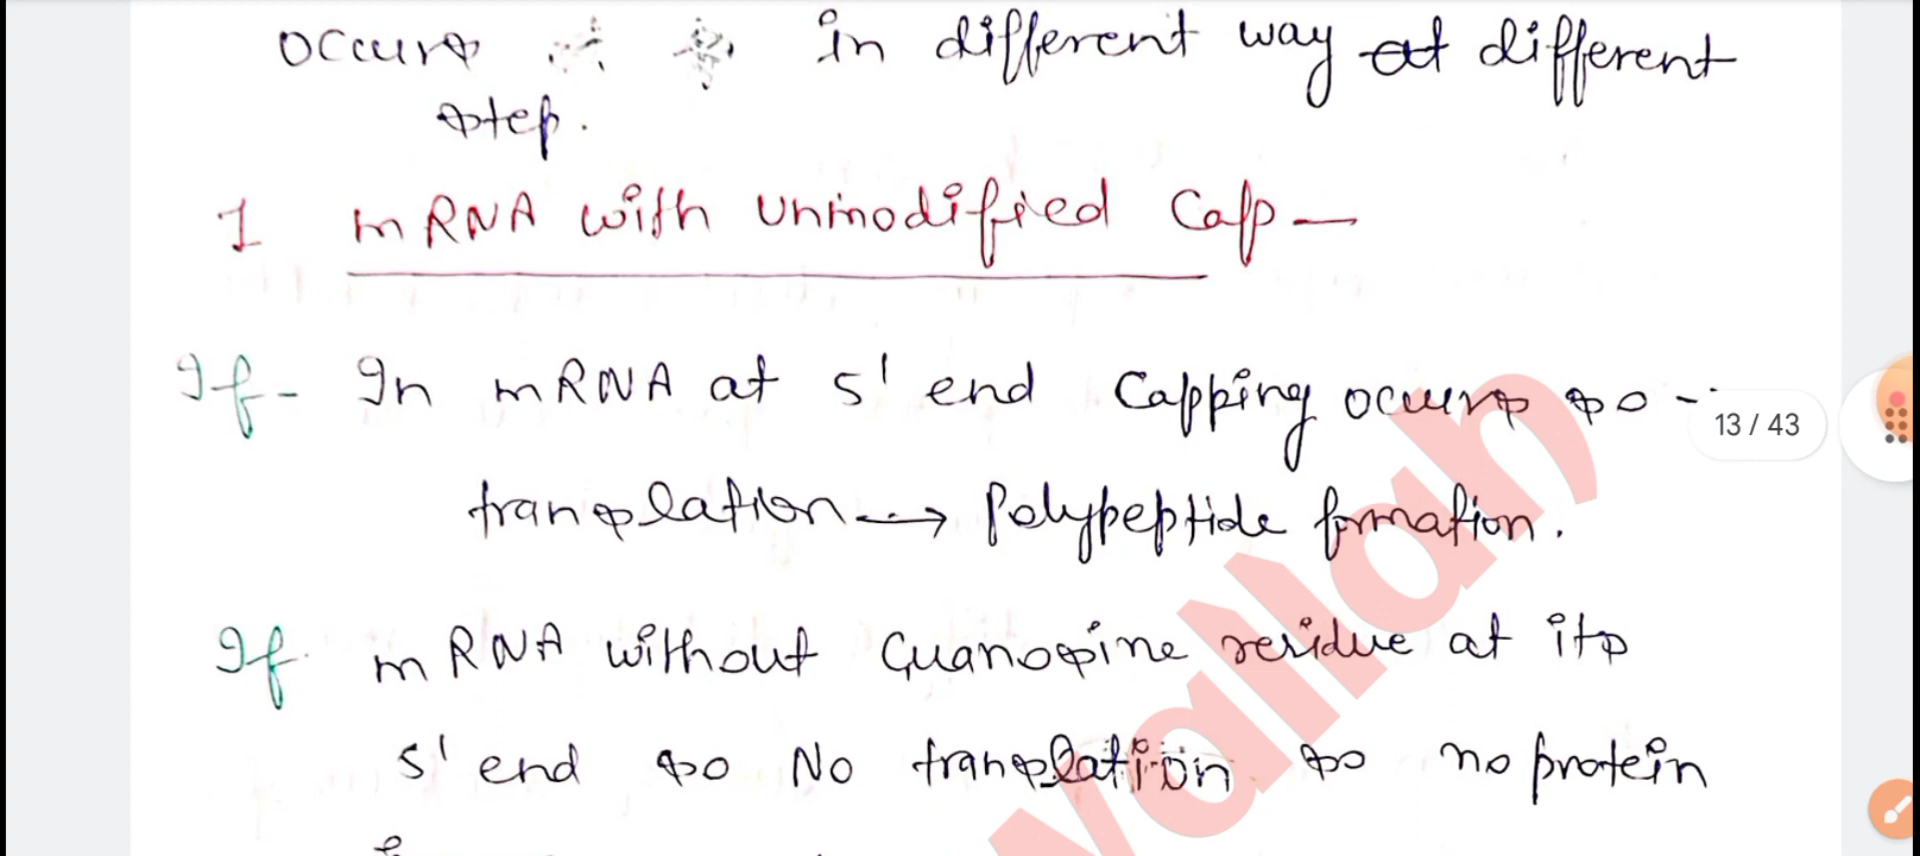 occurs in different way at different
step.
1 mRNA with unmodified Cap -
If - In mRNA at 5' end Capping occurs so -
13 / 43
translation → Polypeptide formation.
If mRNA without Guanosine residue at its
5' end so No translation so no protein
wallah